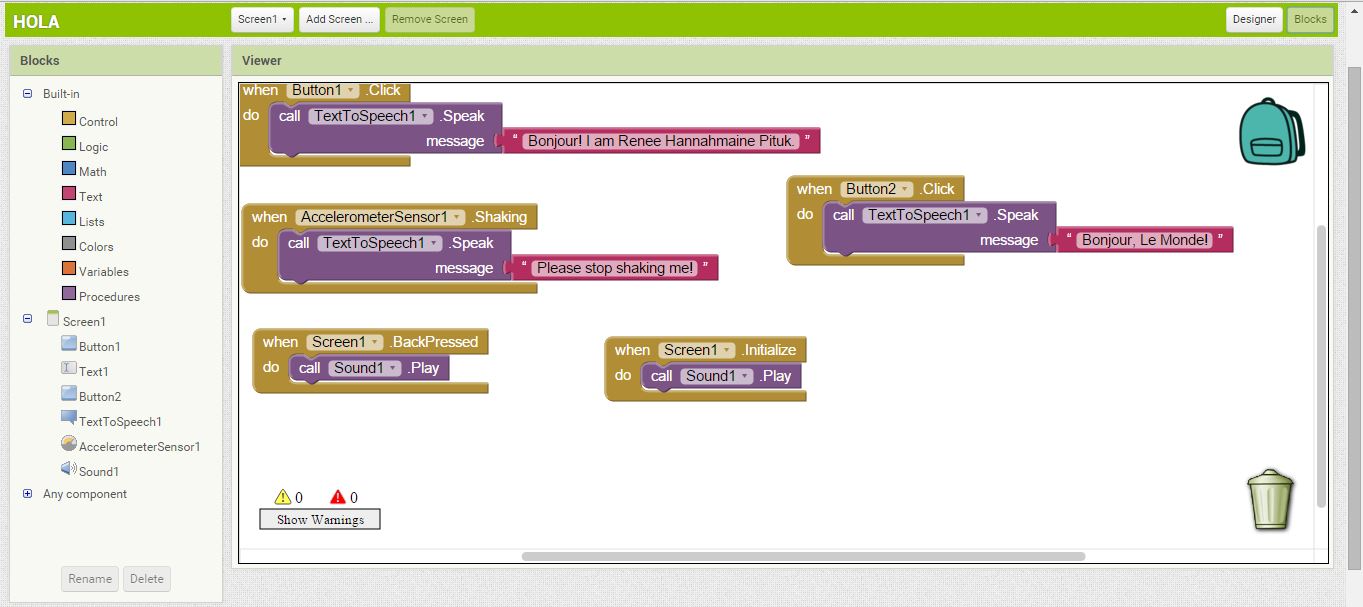 HOLA
Screen1
Add Screen ...
Remove Screen
Designer
Blocks
Blocks
Viewer
Built-in
Control
Logic
Math
Text
Lists
Colors
Variables
Procedures
Screen1
Button1
Text1
Button2
TextToSpeech1
AccelerometerSensor1
Sound1
Any component
Rename
Delete
when Button1 .Click
do call TextToSpeech1 .Speak
message “ Bonjour! I am Renee Hannahmaine Pituk. ”
when Button2 .Click
do call TextToSpeech1 .Speak
message “ Bonjour, Le Monde! ”
when AccelerometerSensor1 .Shaking
do call TextToSpeech1 .Speak
message “ Please stop shaking me! ”
when Screen1 .BackPressed
do call Sound1 .Play
when Screen1 .Initialize
do call Sound1 .Play
0 0
Show Warnings